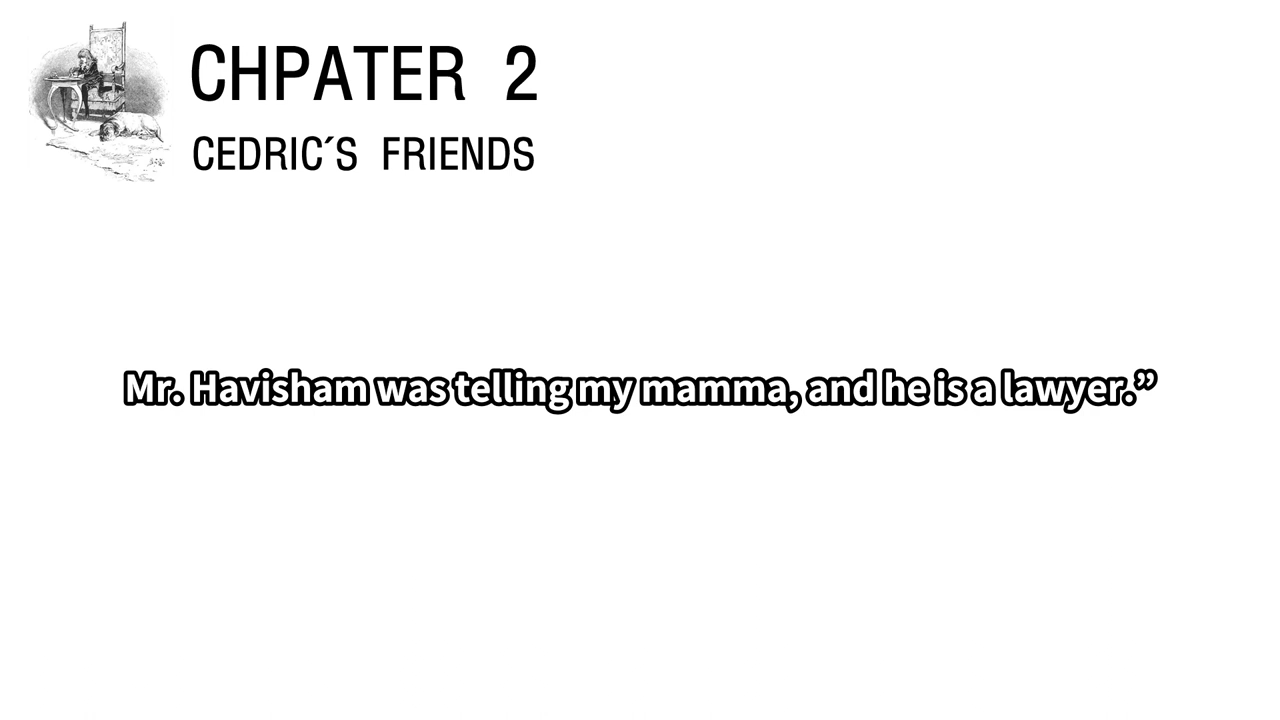 CHPATER 2
CEDRIC´S FRIENDS
Mr. Havisham was telling my mamma, and he is a lawyer.”